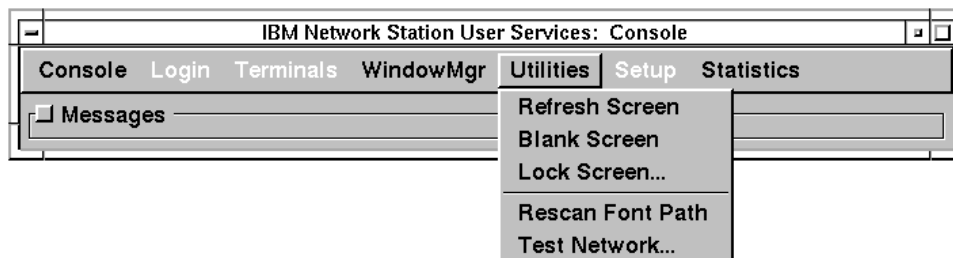 IBM Network Station User Services: Console
Console Login Terminals WindowMgr Utilities Setup Statistics
Messages
Refresh Screen
Blank Screen
Lock Screen...
Rescan Font Path
Test Network...